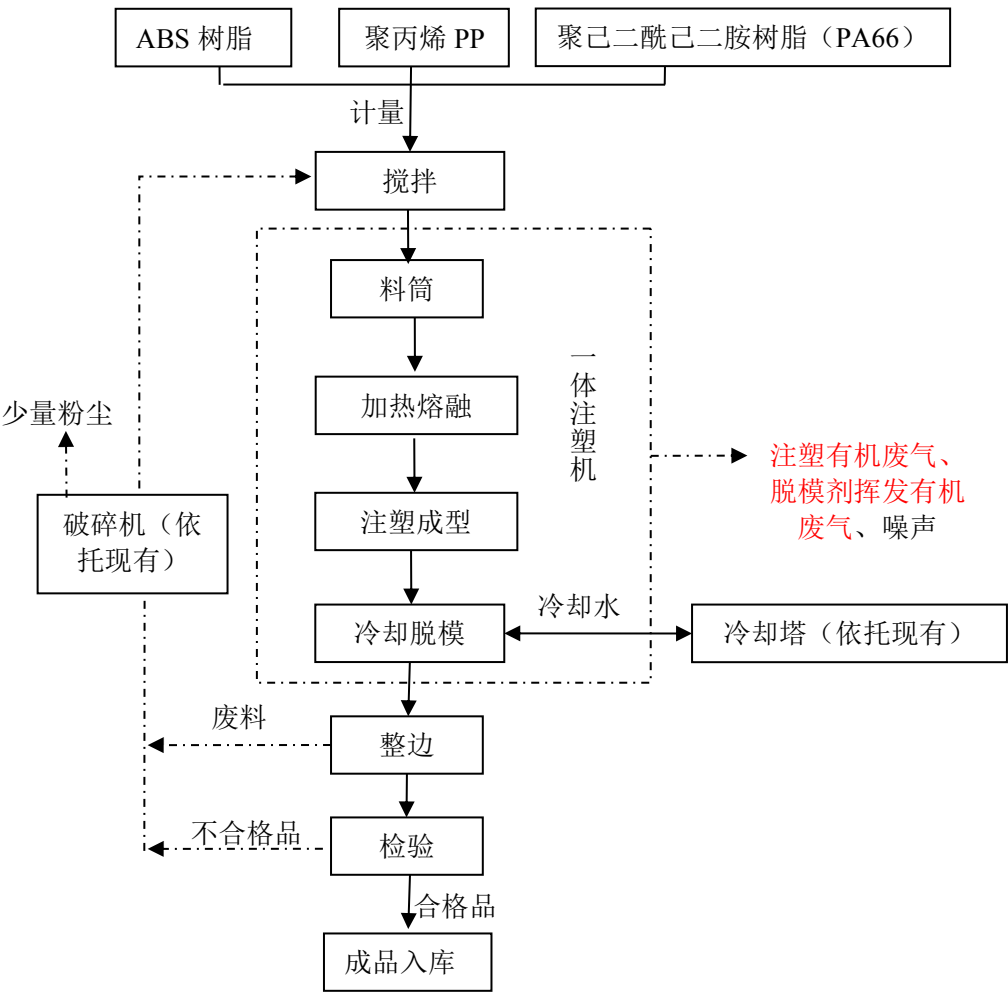 ABS 树脂
聚丙烯 PP
聚己二酰己二胺树脂（PA66）
计量
搅拌
料筒
一体注塑机
加热熔融
少量粉尘
注塑有机废气、
脱模剂挥发有机
废气、噪声
破碎机（依
托现有）
注塑成型
冷却水
冷却脱模
冷却塔（依托现有）
废料
整边
不合格品
检验
合格品
成品入库